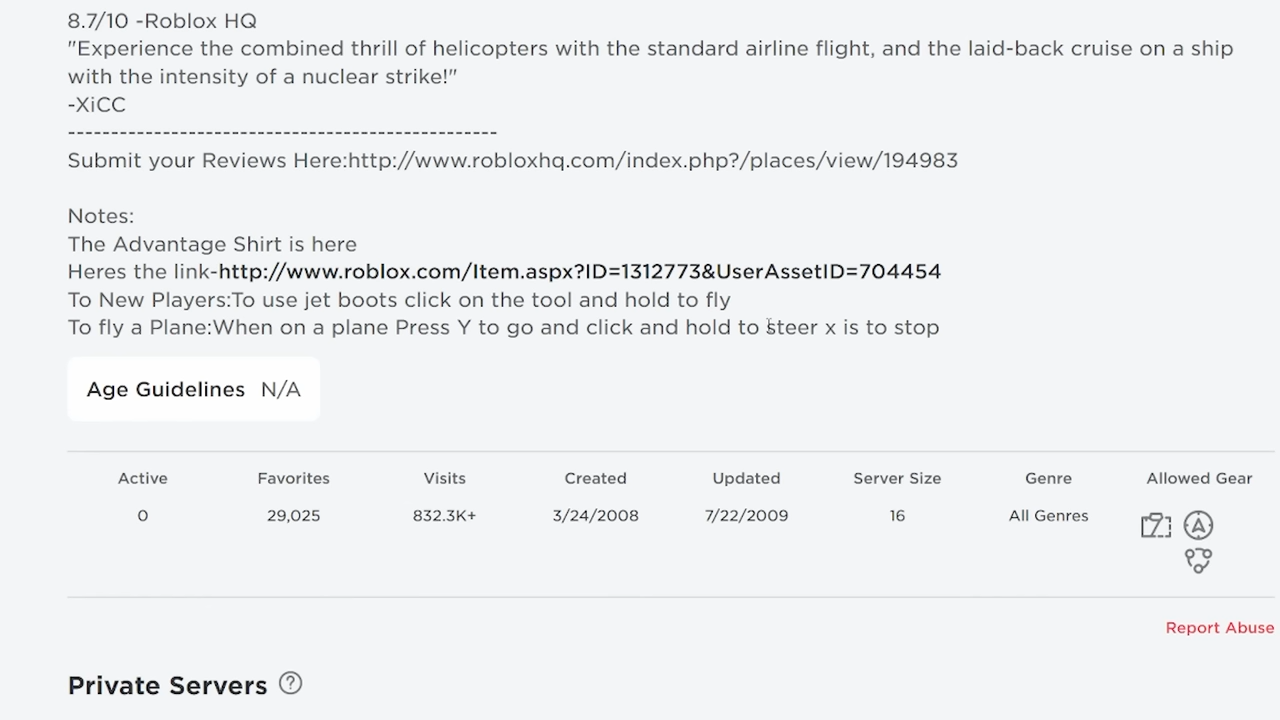 8.7/10 -Roblox HQ
"Experience the combined thrill of helicopters with the standard airline flight, and the laid-back cruise on a ship
with the intensity of a nuclear strike!"
-XiCC
--------------------------------------------------
Submit your Reviews Here:http://www.robloxhq.com/index.php?/places/view/194983
Notes:
The Advantage Shirt is here
Heres the link-http://www.roblox.com/Item.aspx?ID=1312773&UserAssetID=704454
To New Players:To use jet boots click on the tool and hold to fly
To fly a Plane:When on a plane Press Y to go and click and hold to steer x is to stop
Age Guidelines N/A
Active Favorites Visits Created Updated Server Size Genre Allowed Gear
0 29,025 832.3K+ 3/24/2008 7/22/2009 16 All Genres
Report Abuse
Private Servers ?